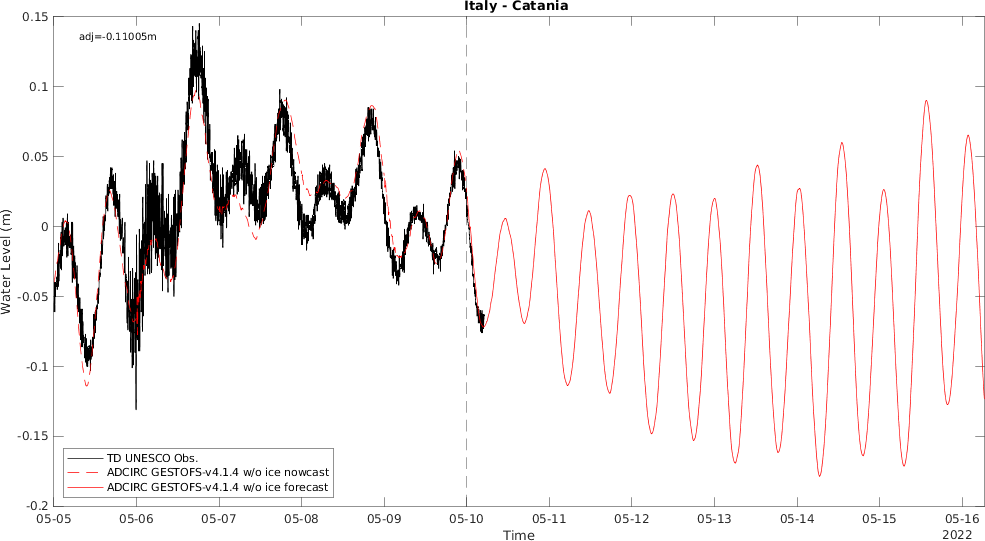 Italy - Catania
adj=-0.11005m
0.15
0.1
0.05
0
-0.05
-0.1
-0.15
-0.2
Water Level (m)
TD UNESCO Obs.
ADCIRC GESTOFS-v4.1.4 w/o ice nowcast
ADCIRC GESTOFS-v4.1.4 w/o ice forecast
05-05 05-06 05-07 05-08 05-09 05-10 05-11 05-12 05-13 05-14 05-15 05-16
Time
2022